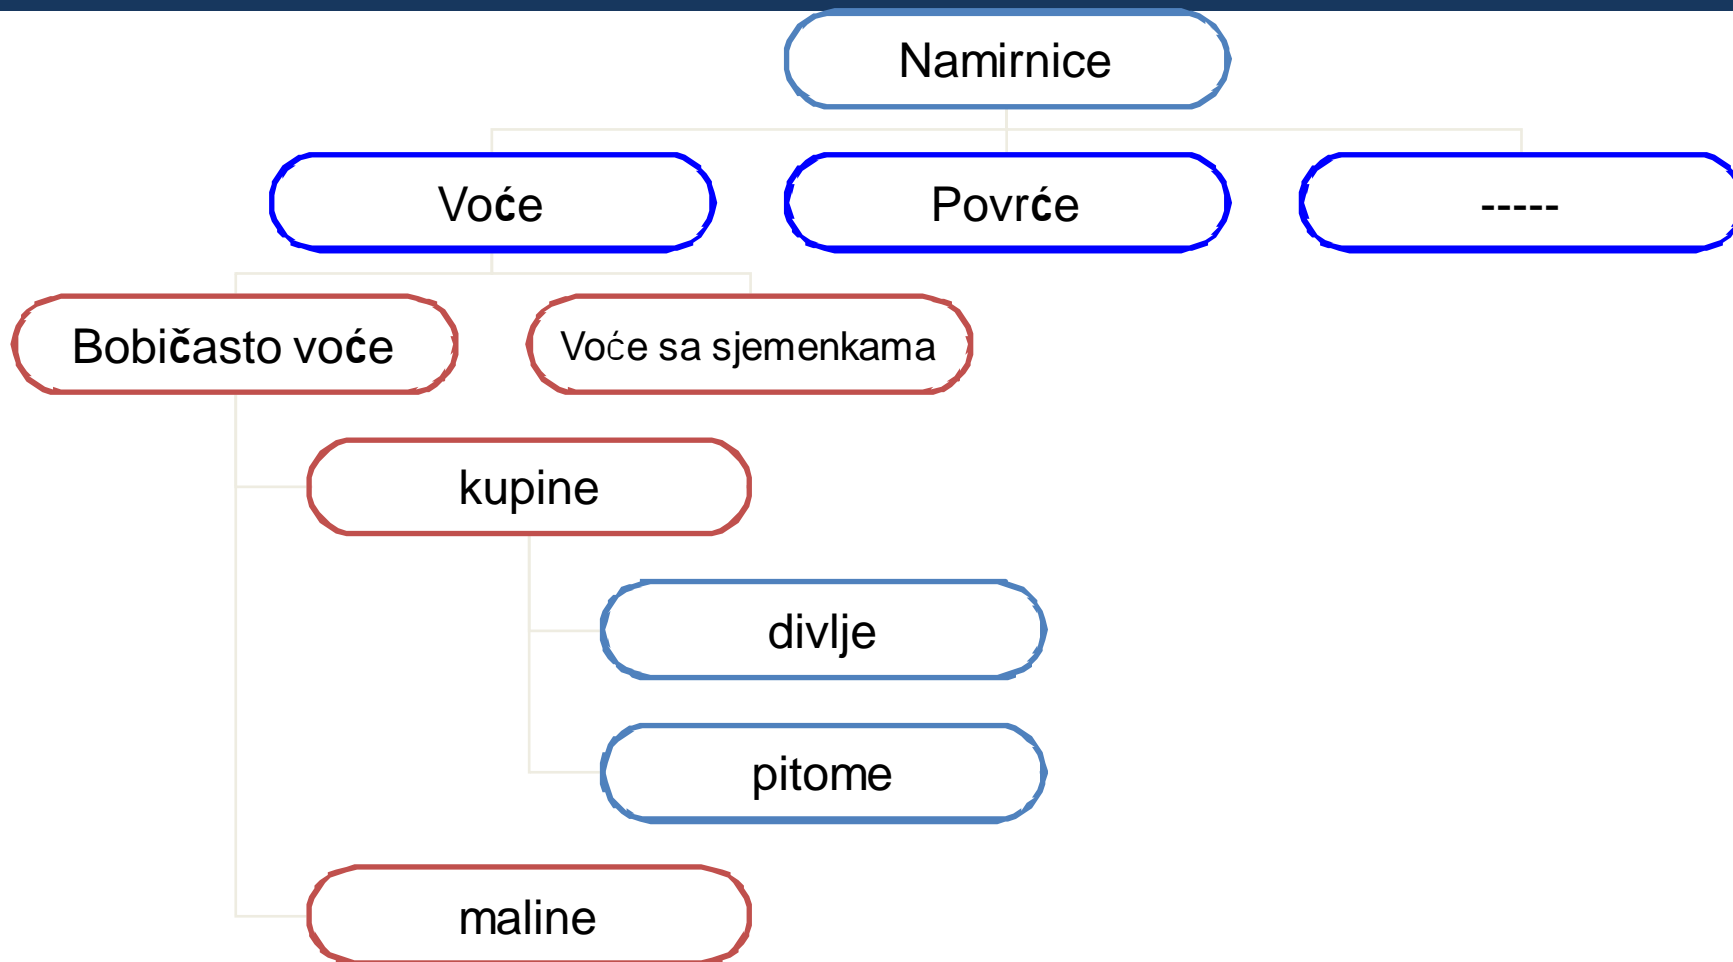 Namirnice
Voće
Povrće
-----
Bobičasto voće
Voće sa sjemenkama
kupine
divlje
pitome
maline